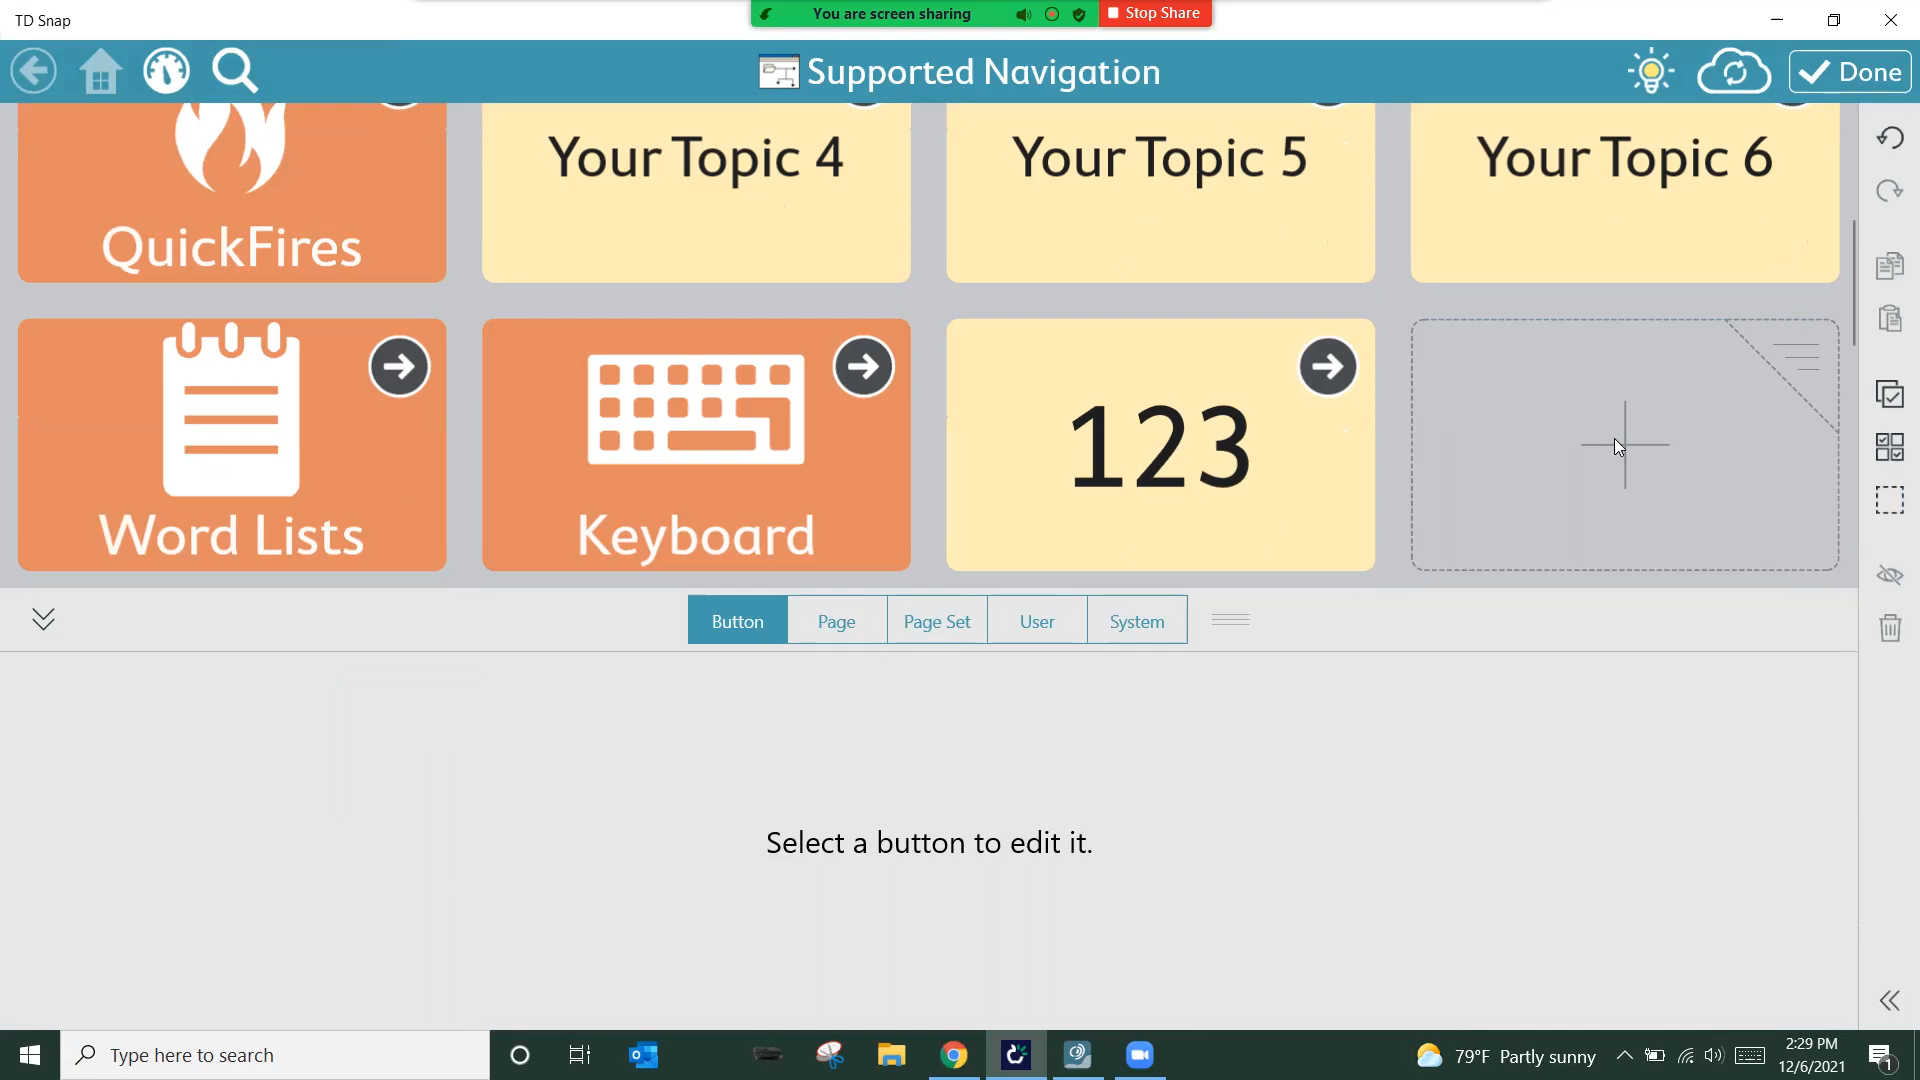 TD Snap
You are screen sharing
Stop Share
Supported Navigation
Done
QuickFires
Your Topic 4
Your Topic 5
Your Topic 6
Word Lists
Keyboard
123
Button
Page
Page Set
User
System
Select a button to edit it.
Type here to search
79°F Partly sunny
2:29 PM
12/6/2021
1